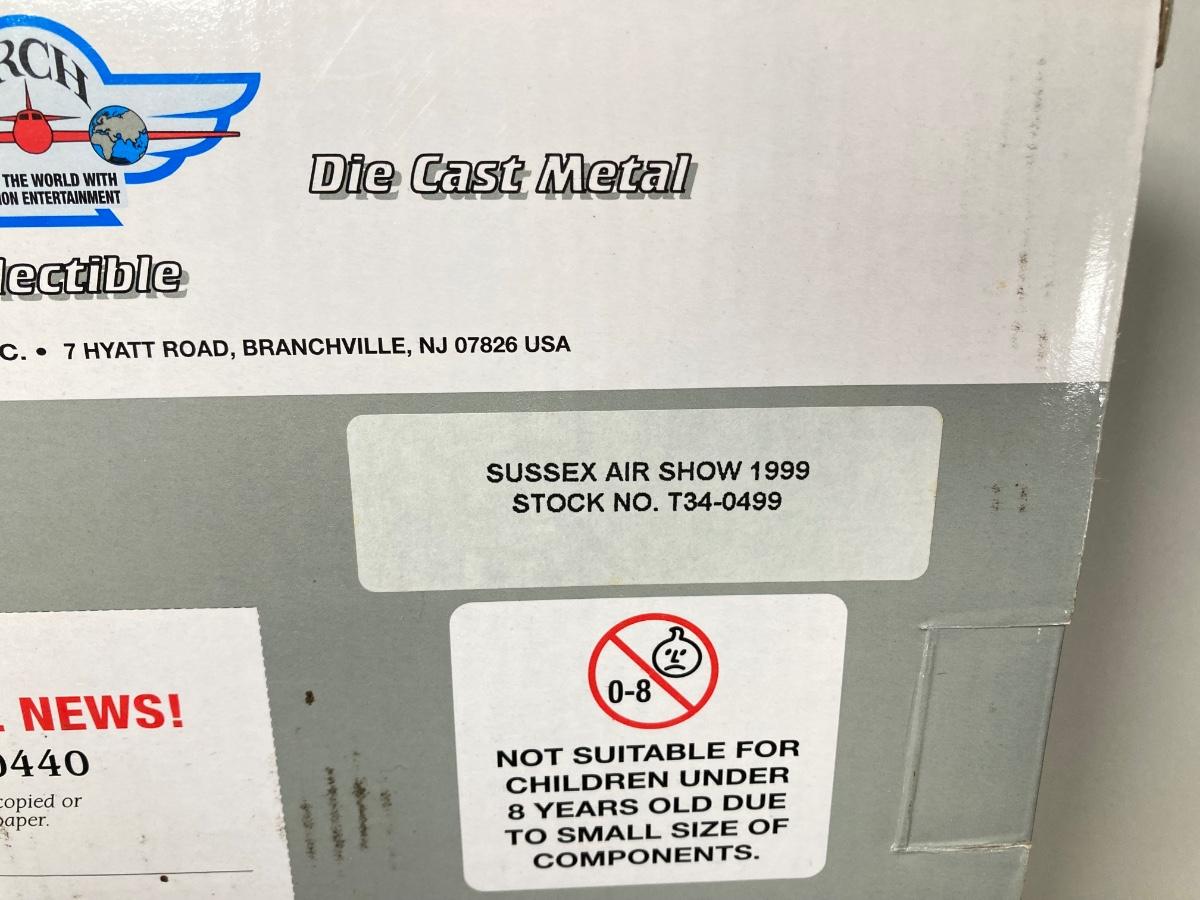 RCH
THE WORLD WITH
ION ENTERTAINMENT
Die Cast Metal
lectible
C. • 7 HYATT ROAD, BRANCHVILLE, NJ 07826 USA
SUSSEX AIR SHOW 1999
STOCK NO. T34-0499
NEWS!
0440
copied or
paper.
0-8
NOT SUITABLE FOR
CHILDREN UNDER
8 YEARS OLD DUE
TO SMALL SIZE OF
COMPONENTS.